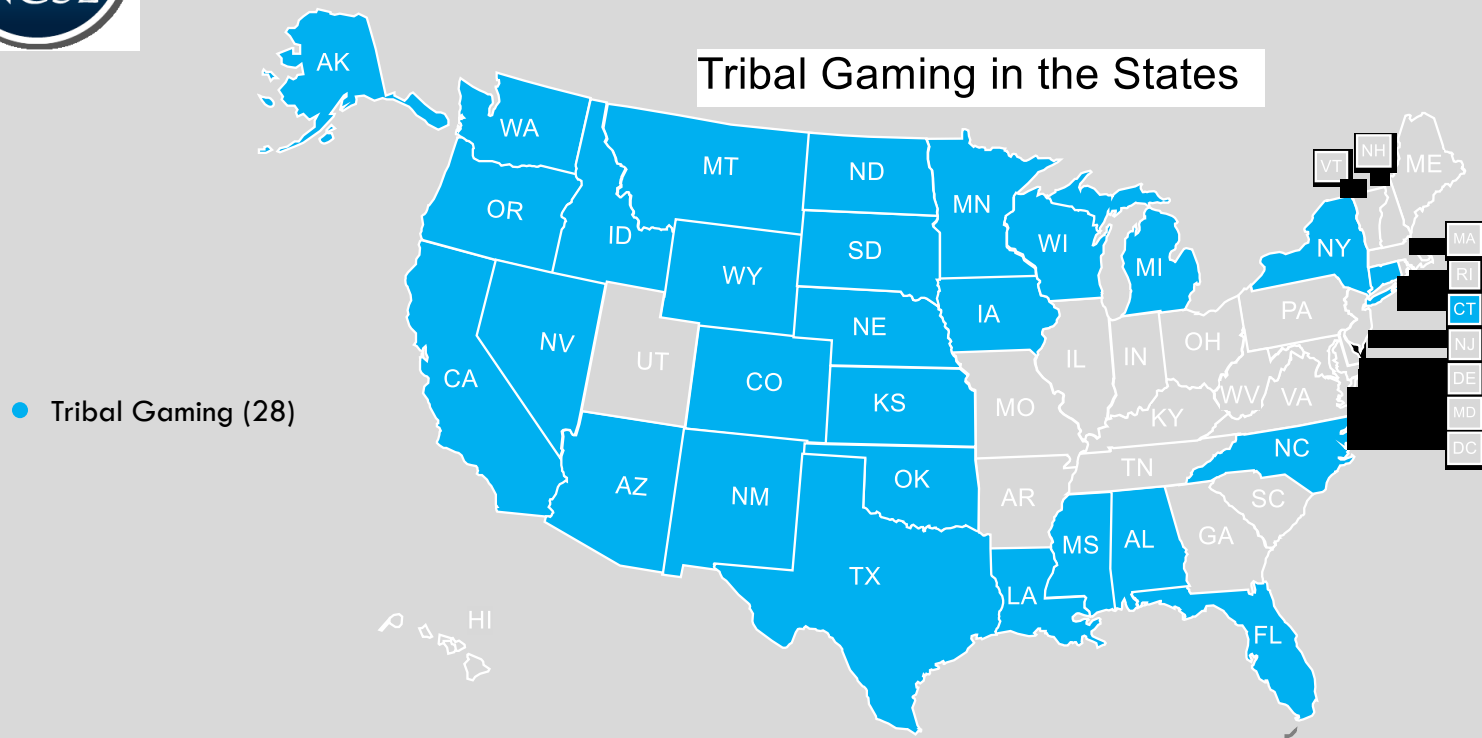 Tribal Gaming in the States
AK
WA
MT
ND
MN
OR
ID
WY
SD
WI
MI
NY
VT
NH
ME
MA
RI
CT
NJ
DE
MD
DC
CA
NV
UT
CO
NE
IA
KS
MO
IL
IN
OH
PA
WV
VA
KY
NC
TN
SC
AZ
NM
OK
AR
TX
LA
MS
AL
GA
FL
HI
Tribal Gaming (28)